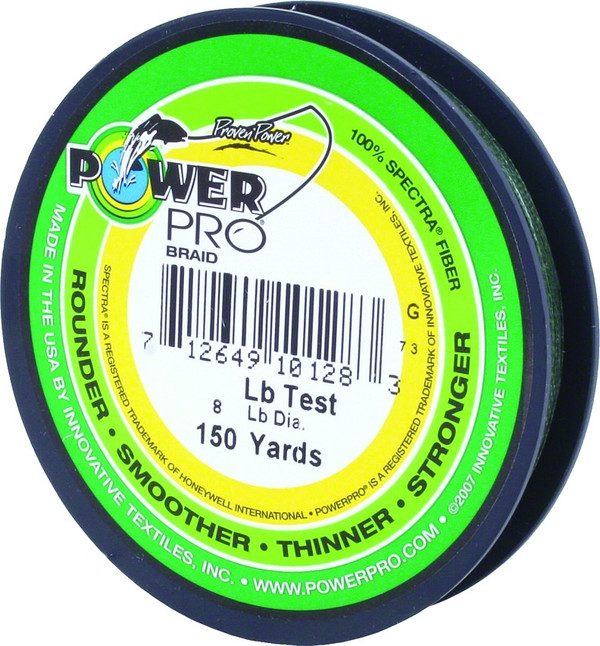 Proven Power
POWER
PRO
BRAID
100% SPECTRA® FIBER
G
73
7 12649 10128 3
Lb Test
8 Lb Dia.
150 Yards
SPECTRA® IS A REGISTERED TRADEMARK OF HONEYWELL INTERNATIONAL • POWERPRO® IS A REGISTERED TRADEMARK OF INNOVATIVE TEXTILES, INC.
ROUNDER • SMOOTHER • THINNER • STRONGER
MADE IN THE USA BY INNOVATIVE TEXTILES, INC. • WWW.POWERPRO.COM • ©2007 INNOVATIVE TEXTILES, INC.